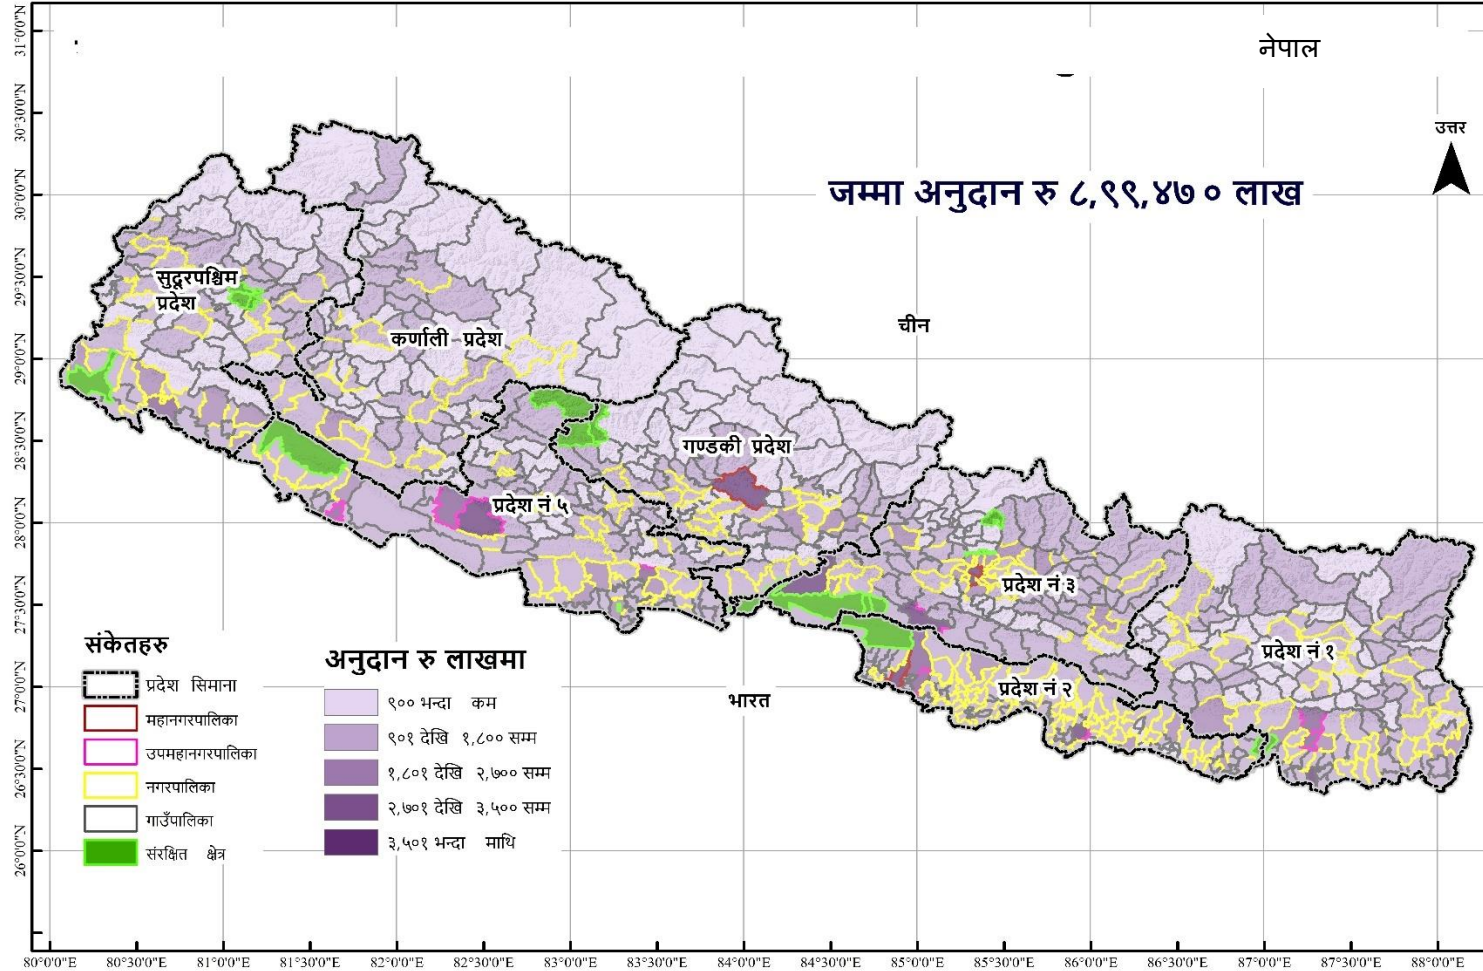 नेपाल
उत्तर
जम्मा अनुदान रु ८,९९,४७० लाख
सुदूरपश्चिम
प्रदेश
कर्णाली प्रदेश
चीन
गण्डकी प्रदेश
प्रदेश नं ५
प्रदेश नं ३
प्रदेश नं १
प्रदेश नं २
भारत
संकेतहरु
प्रदेश सिमाना
महानगरपालिका
उपमहानगरपालिका
नगरपालिका
गाउँपालिका
संरक्षित क्षेत्र
अनुदान रु लाखमा
९०० भन्दा कम
९०१ देखि १,८०० सम्म
१,८०१ देखि २,७०० सम्म
२,७०१ देखि ३,५०० सम्म
३,५०१ भन्दा माथि
31°0'0"N
30°30'0"N
30°0'0"N
29°30'0"N
29°0'0"N
28°30'0"N
28°0'0"N
27°30'0"N
27°0'0"N
26°30'0"N
26°0'0"N
80°0'0"E 80°30'0"E 81°0'0"E 81°30'0"E 82°0'0"E 82°30'0"E 83°0'0"E 83°30'0"E 84°0'0"E 84°30'0"E 85°0'0"E 85°30'0"E 86°0'0"E 86°30'0"E 87°0'0"E 87°30'0"E 88°0'0"E